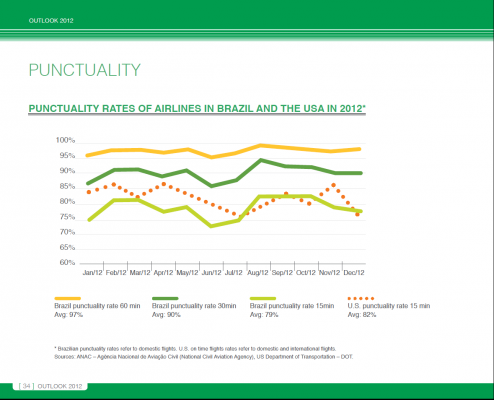 OUTLOOK 2012
PUNCTUALITY
PUNCTUALITY RATES OF AIRLINES IN BRAZIL AND THE USA IN 2012*
100%
95%
90%
85%
80%
75%
70%
65%
60%
Jan/12 Feb/12 Mar/12 Apr/12 May/12 Jun/12 Jul/12 Aug/12 Sep/12 Oct/12 Nov/12 Dec/12
Brazil punctuality rate 60 min Brazil punctuality rate 30min Brazil punctuality rate 15min U.S. punctuality rate 15 min
Avg: 97% Avg: 90% Avg: 79% Avg: 82%
* Brazilian punctuality rates refer to domestic flights. U.S. on time flights rates refer to domestic and international flights.
Sources: ANAC – Agência Nacional de Aviação Civil (National Civil Aviation Agency), US Department of Transportation – DOT.
[ 34 ] OUTLOOK 2012